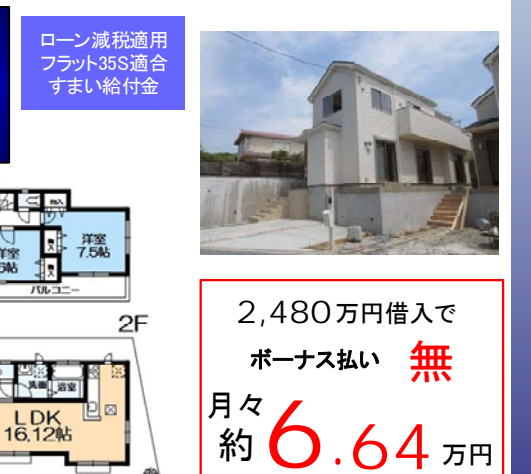 ローン減税適用
フラット35S適合
すまい給付金
洋室
7.5帖
バルコニー
2F
洗面
浴室
LDK
16.12帖
2,480万円借入で
ボーナス払い 無
月々
約6.64万円